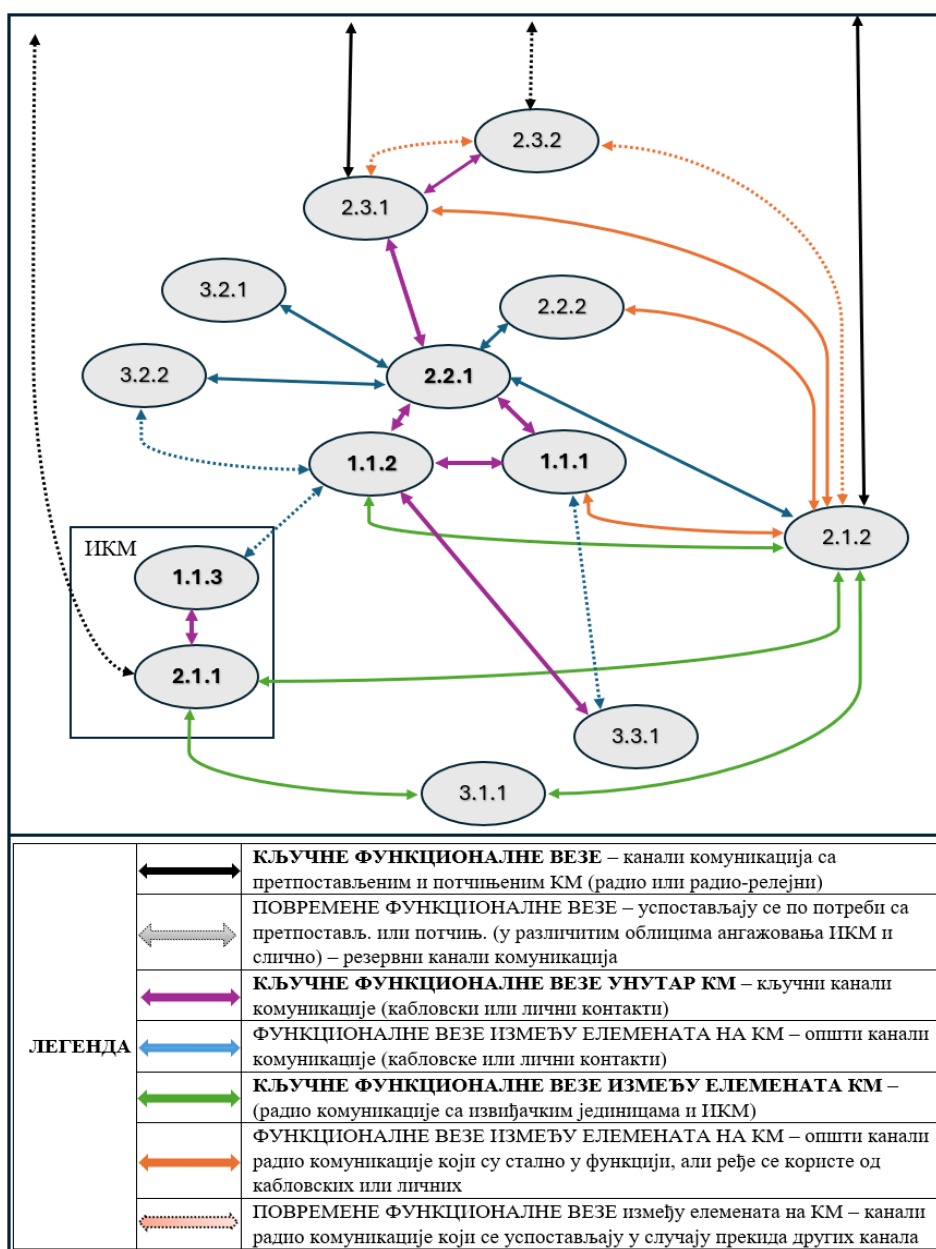 2.3.2
2.3.1
3.2.1
2.2.2
3.2.2
2.2.1
1.1.2
1.1.1
2.1.2
ИКМ
1.1.3
2.1.1
3.3.1
3.1.1
ЛЕГЕНДА
КЉУЧНЕ ФУНКЦИОНАЛНЕ ВЕЗЕ – канали комуникација са
претпостављеним и потчињеним КМ (радио или радио-релејни)
ПОВРЕМЕНЕ ФУНКЦИОНАЛНЕ ВЕЗЕ – успостављају се по потреби са
претпоставњ. или потчињ. (у различитим облицима ангажовања ИКМ и
слично) – резервни канали комуникација
КЉУЧНЕ ФУНКЦИОНАЛНЕ ВЕЗЕ УНУТАР КМ – кључни канали
комуникације (кабловски или лични контакти)
ФУНКЦИОНАЛНЕ ВЕЗЕ ИЗМЕЂУ ЕЛЕМЕНАТА НА КМ – општи канали
комуникације (кабловске или лични контакти)
КЉУЧНЕ ФУНКЦИОНАЛНЕ ВЕЗЕ ИЗМЕЂУ ЕЛЕМЕНАТА КМ –
(радио комуникације са извиђачким јединицама и ИКМ)
ФУНКЦИОНАЛНЕ ВЕЗЕ ИЗМЕЂУ ЕЛЕМЕНАТА НА КМ – општи канали
радио комуникације који су стално у функцији, али ређе се користе од
кабловских или личних
ПОВРЕМЕНЕ ФУНКЦИОНАЛНЕ ВЕЗЕ између елемената на КМ – канали
радио комуникације који се успостављају у случају прекида других канала